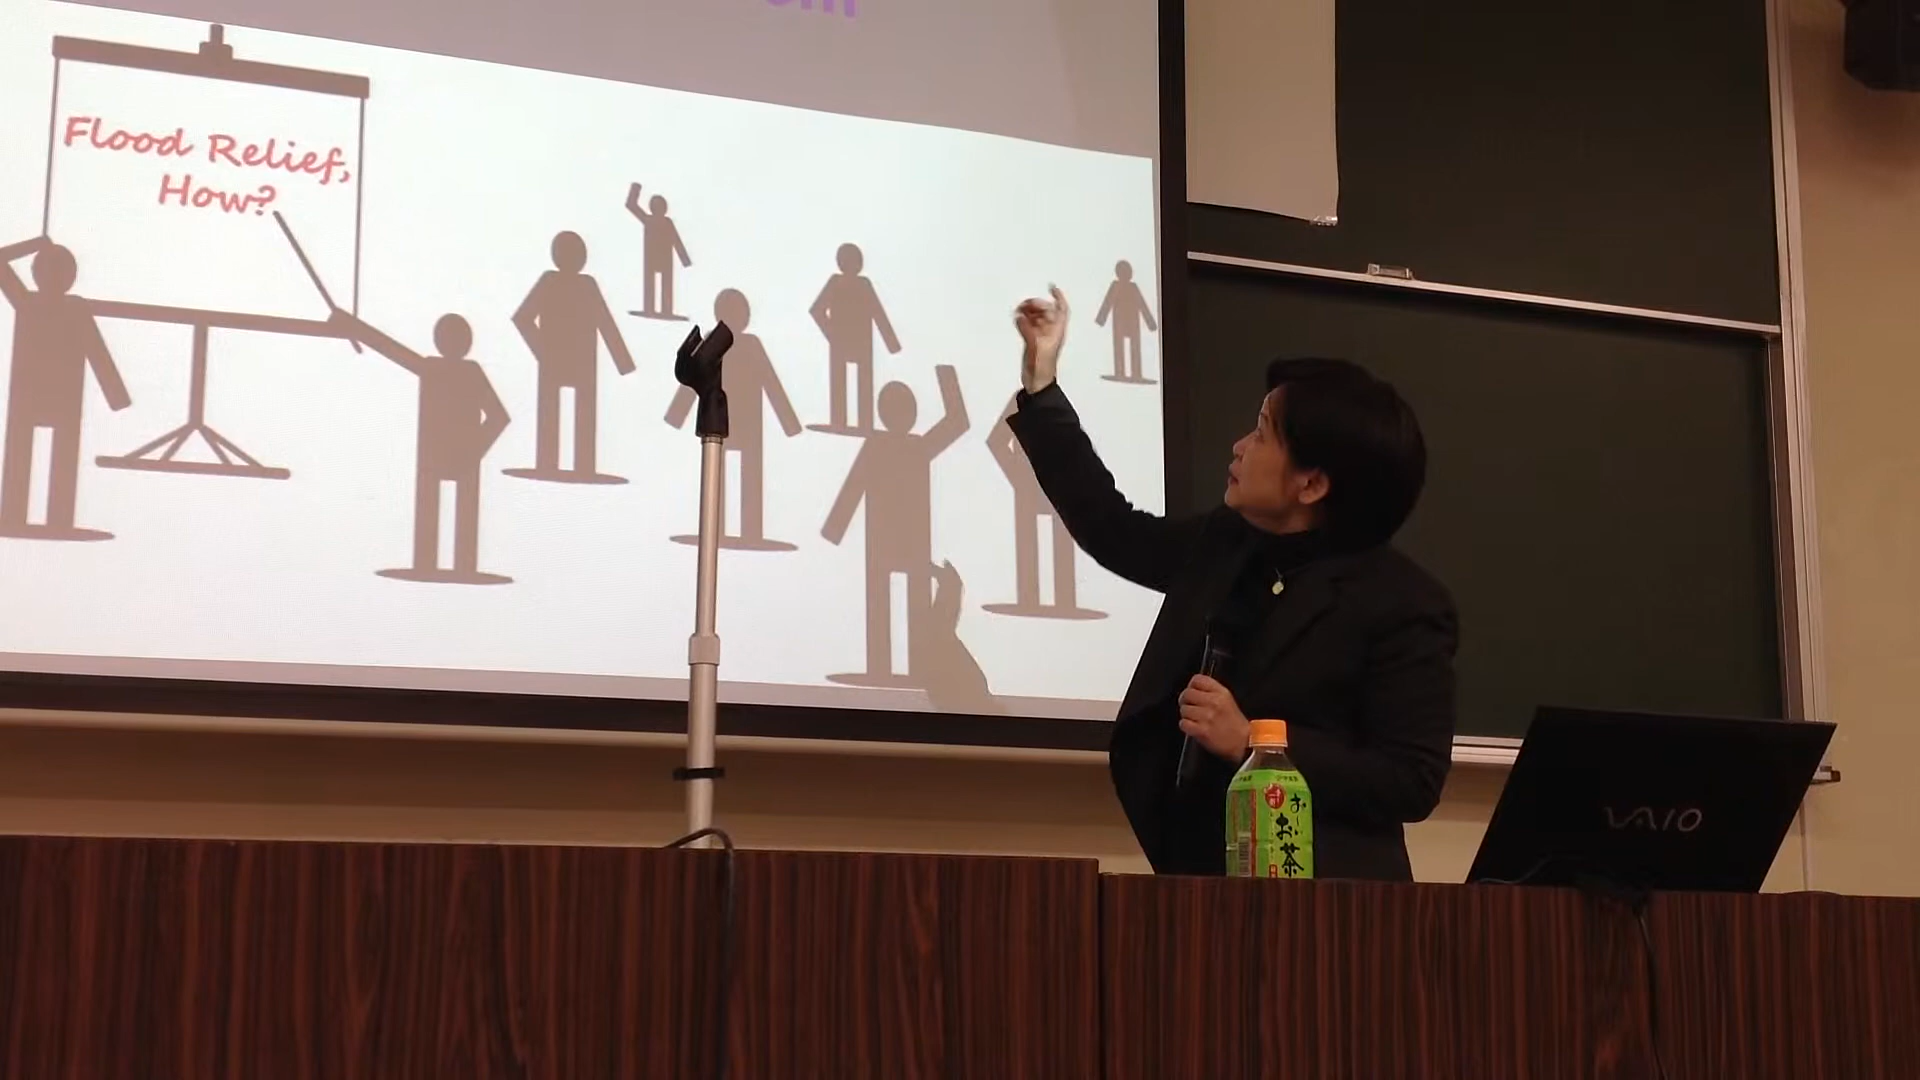 Flood Relief,
How?
お～い
お茶
VAIO